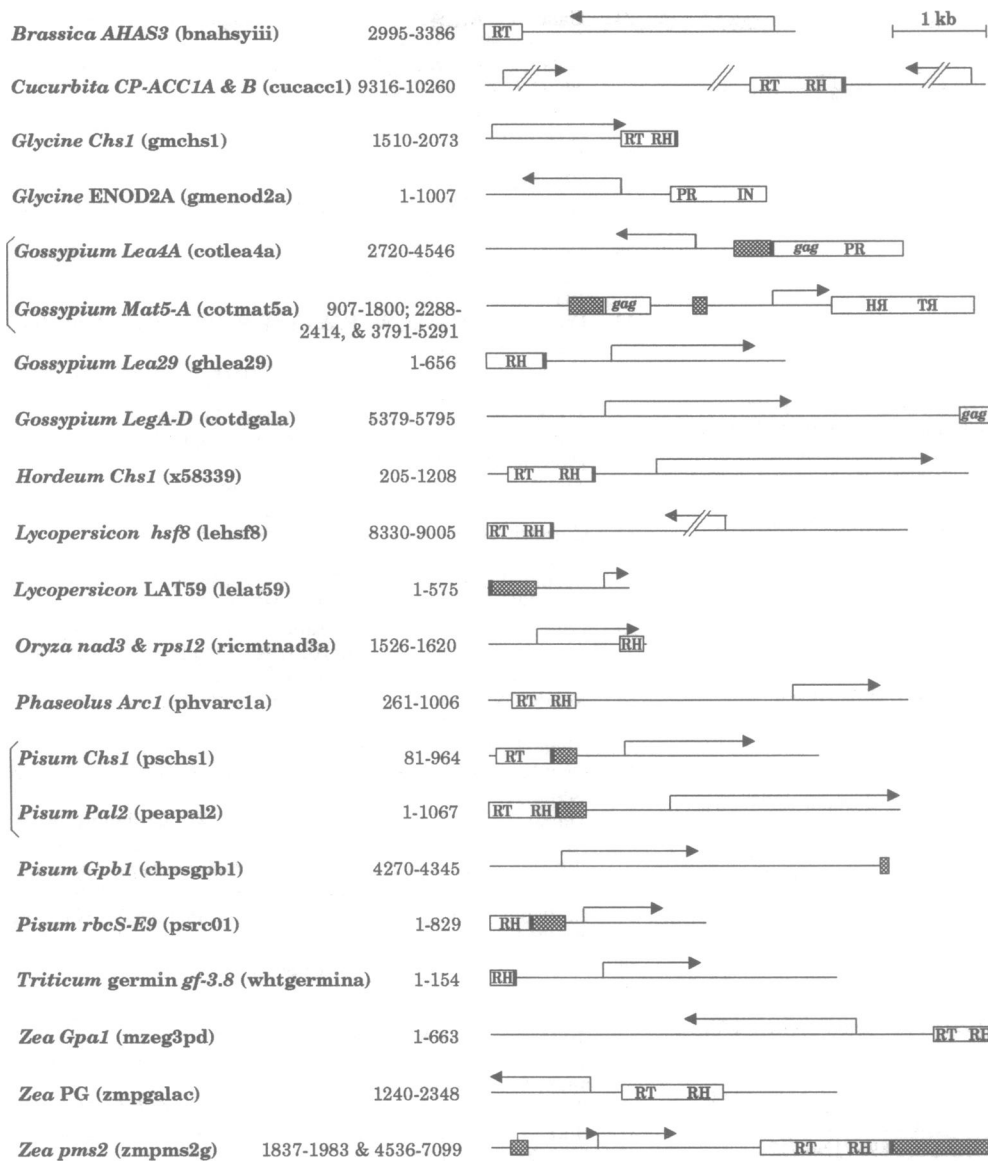 1 kb
Brassica AHAS3 (bnahsyiii) 2995-3386 RT
Cucurbita CP-ACC1A & B (cucacc1) 9316-10260 RT RH
Glycine Chs1 (gmchs1) 1510-2073 RT RH
Glycine ENOD2A (gmenod2a) 1-1007 PR IN
Gossypium Lea4A (cotlea4a) 2720-4546 gag PR
Gossypium Mat5-A (cotmat5a) 907-1800; 2288- gag HR TR
2414, & 3791-5291
Gossypium Lea29 (ghlea29) 1-656 RH
Gossypium LegA-D (cotdgala) 5379-5795 gag
Hordeum Chs1 (x58339) 205-1208 RT RH
Lycopersicon hsf8 (lehsf8) 8330-9005 RT RH
Lycopersicon LAT59 (lelat59) 1-575
Oryza nad3 & rps12 (ricmtnad3a) 1526-1620 RH
Phaseolus Arc1 (phvarc1a) 261-1006 RT RH
Pisum Chs1 (pschs1) 81-964 RT
Pisum Pal2 (peapal2) 1-1067 RT RH
Pisum Gpb1 (chpsgpb1) 4270-4345
Pisum rbcS-E9 (psrc01) 1-829 RH
Triticum germin gf-3.8 (whtgermina) 1-154 RH
Zea Gpa1 (mzeg3pd) 1-663 RT RH
Zea PG (zmpgalac) 1240-2348 RT RH
Zea pms2 (zmpms2g) 1837-1983 & 4536-7099 RT RH